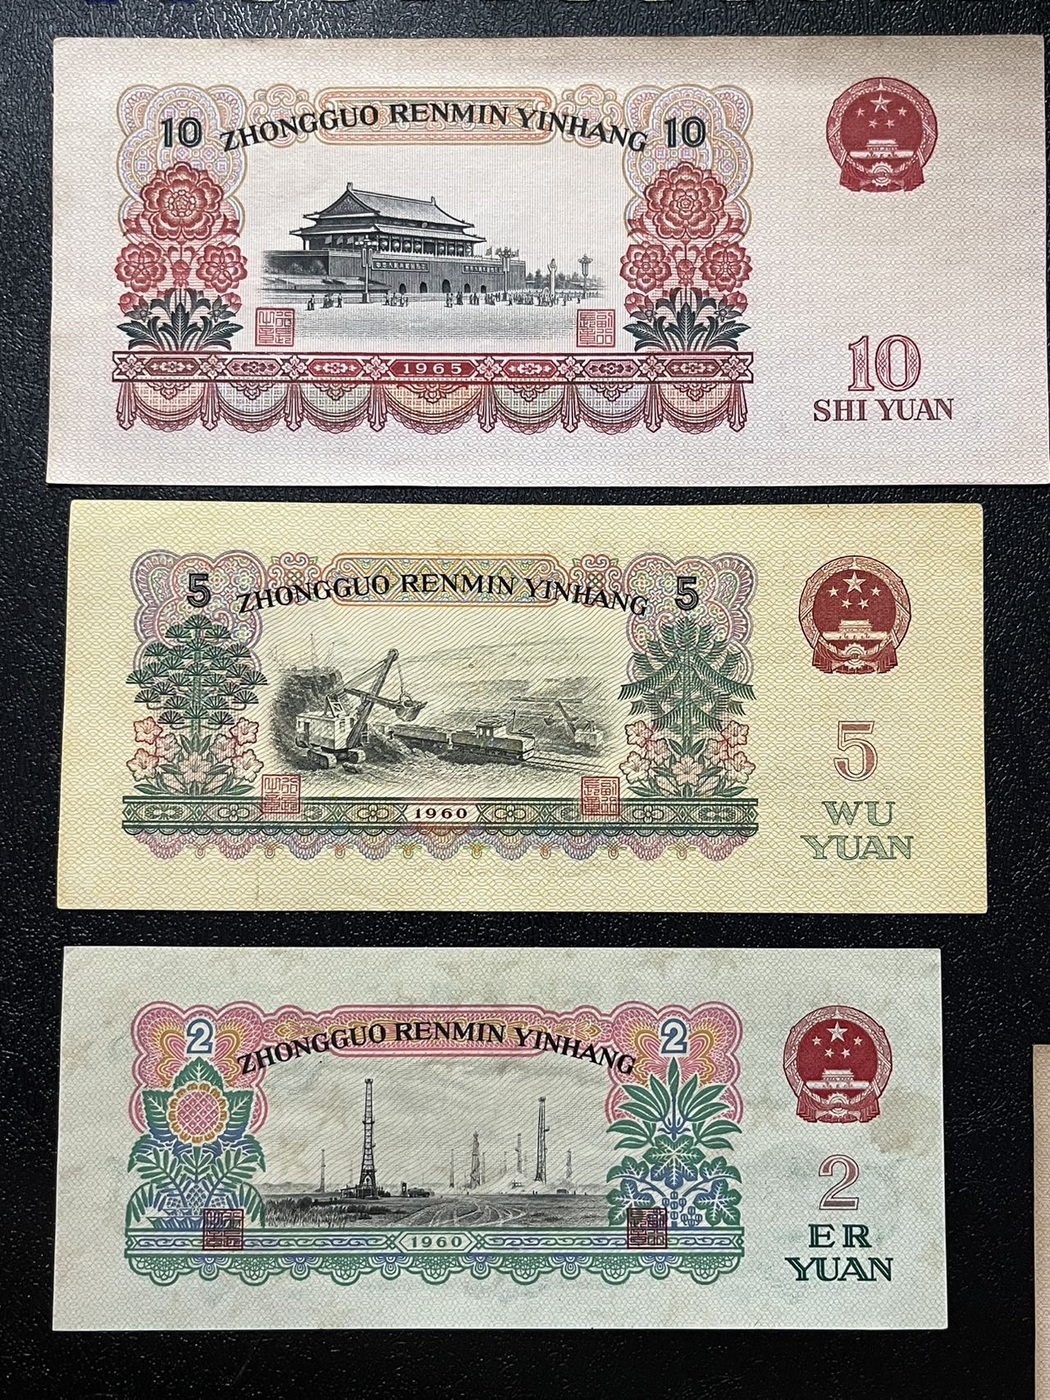 10 ZHONGGUO RENMIN YINHANG 10
1965
10
SHI YUAN
5 ZHONGGUO RENMIN YINHANG 5
1960
5
WU
YUAN
2 ZHONGGUO RENMIN YINHANG 2
1960
2
ER
YUAN